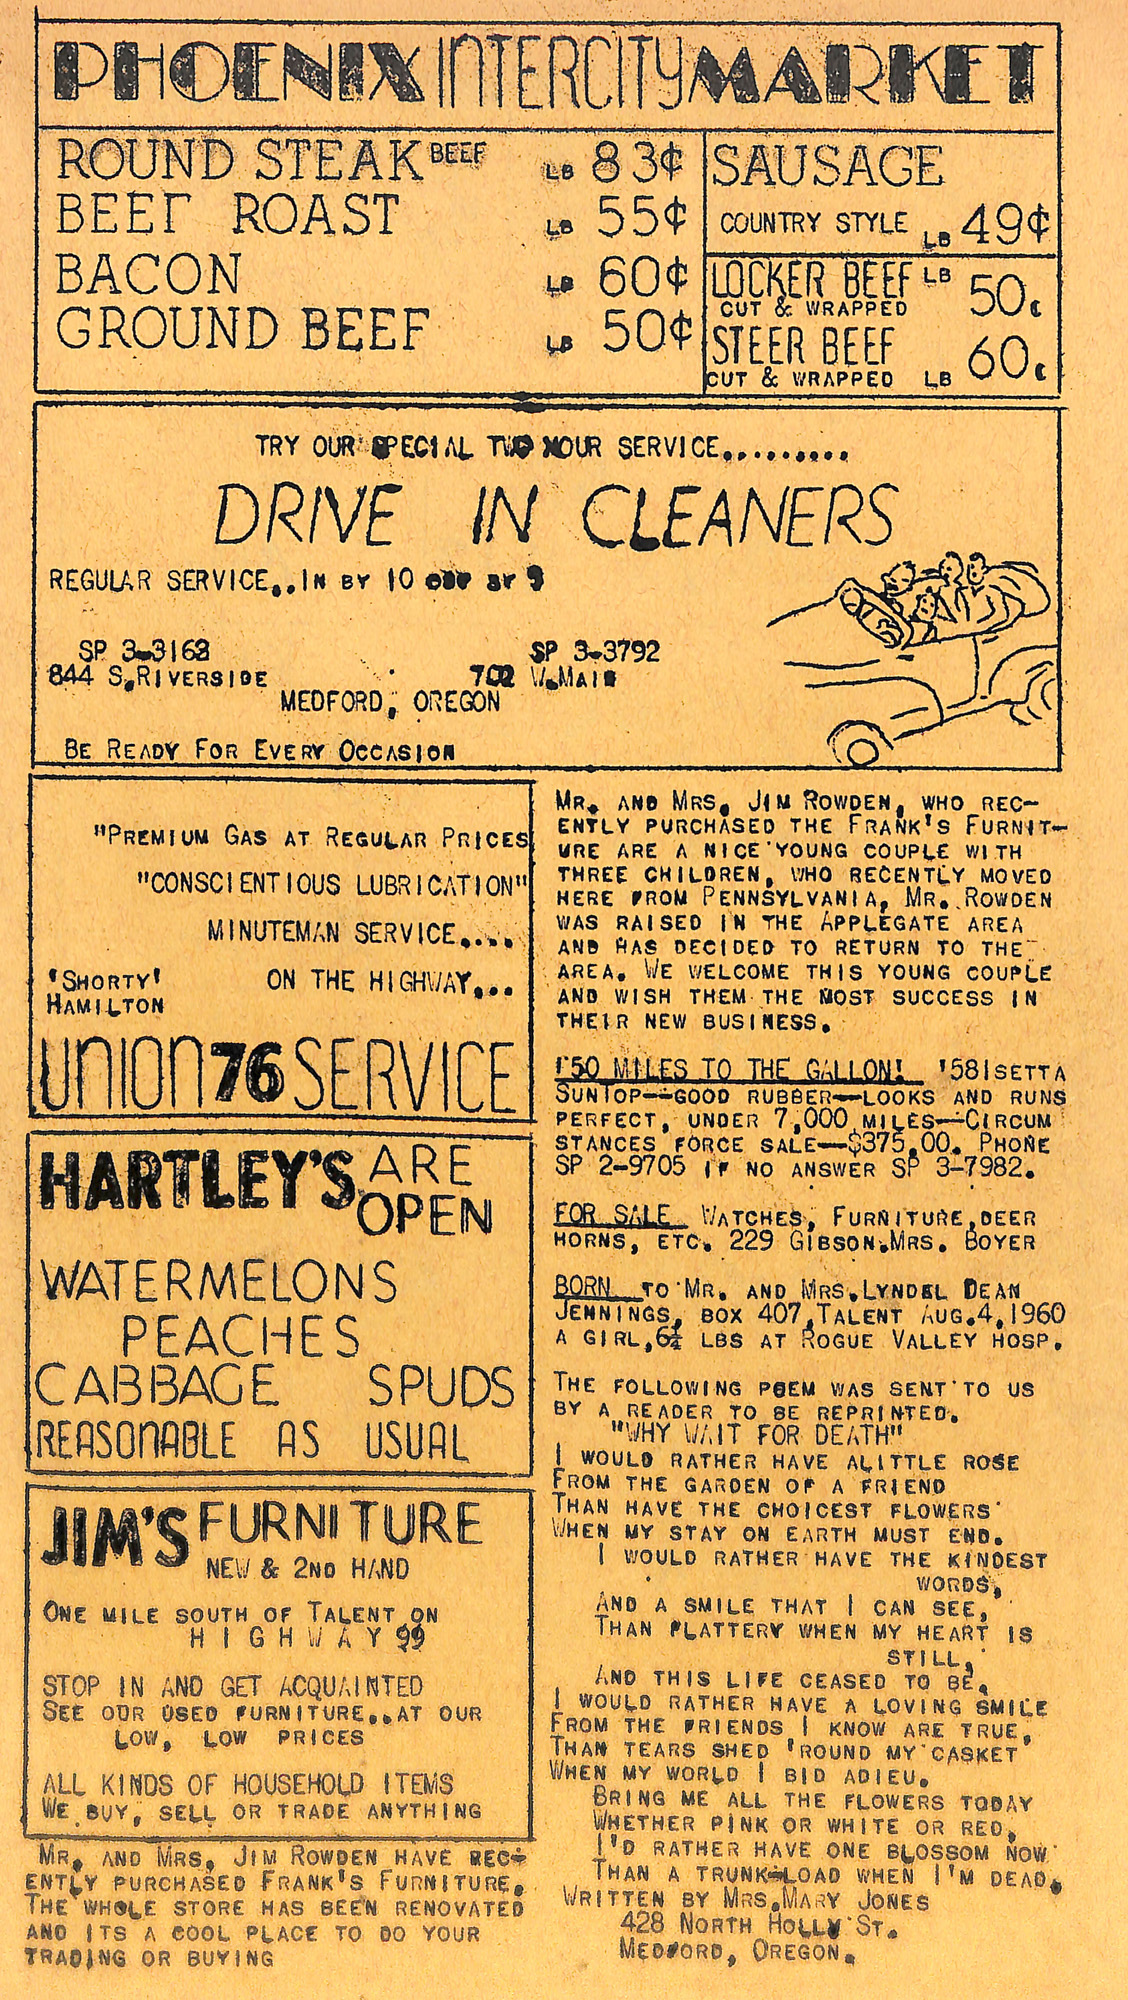 PHOENIX INTERCITY MARKET
ROUND STEAK BEEF LB 83¢
BEEF ROAST LB 55¢
BACON LB 60¢
GROUND BEEF LB 50¢
SAUSAGE
COUNTRY STYLE LB 49¢
LOCKER BEEF LB 50¢
CUT & WRAPPED
STEER BEEF
CUT & WRAPPED LB 60¢
TRY OUR SPECIAL TWO HOUR SERVICE.........
DRIVE IN CLEANERS
REGULAR SERVICE..IN BY 10 OUT BY 9
SP 3-3162 SP 3-3792
844 S.RIVERSIDE 702 W.MAIN
MEDFORD, OREGON
BE READY FOR EVERY OCCASION
"PREMIUM GAS AT REGULAR PRICES
"CONSCIENTIOUS LUBRICATION"
MINUTEMAN SERVICE....
'SHORTY' ON THE HIGHWAY...
HAMILTON
UNION 76 SERVICE
HARTLEY'S ARE
OPEN
WATERMELONS
PEACHES
CABBAGE SPUDS
REASONABLE AS USUAL
JIM'S FURNITURE
NEW & 2ND HAND
ONE MILE SOUTH OF TALENT ON
HIGHWAY 99
STOP IN AND GET ACQUAINTED
SEE OUR USED FURNITURE..AT OUR
LOW, LOW PRICES
ALL KINDS OF HOUSEHOLD ITEMS
WE BUY, SELL OR TRADE ANYTHING
MR. AND MRS. JIM ROWDEN HAVE REC-
ENTLY PURCHASED FRANK'S FURNITURE.
THE WHOLE STORE HAS BEEN RENOVATED
AND ITS A COOL PLACE TO DO YOUR
TRADING OR BUYING
MR. AND MRS. JIM ROWDEN, WHO REC-
ENTLY PURCHASED THE FRANK'S FURNIT-
URE ARE A NICE YOUNG COUPLE WITH
THREE CHILDREN, WHO RECENTLY MOVED
HERE FROM PENNSYLVANIA, MR. ROWDEN
WAS RAISED IN THE APPLEGATE AREA
AND HAS DECIDED TO RETURN TO THE
AREA. WE WELCOME THIS YOUNG COUPLE
AND WISH THEM THE MOST SUCCESS IN
THEIR NEW BUSINESS.
!50 MILES TO THE GALLON! '58ISETTA
SUNTOP--GOOD RUBBER--LOOKS AND RUNS
PERFECT, UNDER 7,000 MILES--CIRCUM
STANCES FORCE SALE--$375.00. PHONE
SP 2-9705 IF NO ANSWER SP 3-7982.
FOR SALE WATCHES, FURNITURE,DEER
HORNS, ETC. 229 GIBSON.MRS. BOYER
BORN TO MR. AND MRS.LYNDEL DEAN
JENNINGS, BOX 407,TALENT AUG.4,1960
A GIRL,6½ LBS AT ROGUE VALLEY HOSP.
THE FOLLOWING POEM WAS SENT TO US
BY A READER TO BE REPRINTED.
"WHY WAIT FOR DEATH"
I WOULD RATHER HAVE ALITTLE ROSE
FROM THE GARDEN OF A FRIEND
THAN HAVE THE CHOICEST FLOWERS
WHEN MY STAY ON EARTH MUST END.
I WOULD RATHER HAVE THE KINDEST
WORDS,
AND A SMILE THAT I CAN SEE,
THAN FLATTERY WHEN MY HEART IS
STILL,
AND THIS LIFE CEASED TO BE.
I WOULD RATHER HAVE A LOVING SMILE
FROM THE FRIENDS I KNOW ARE TRUE,
THAN TEARS SHED 'ROUND MY CASKET
WHEN MY WORLD I BID ADIEU.
BRING ME ALL THE FLOWERS TODAY
WHETHER PINK OR WHITE OR RED,
I'D RATHER HAVE ONE BLOSSOM NOW
THAN A TRUNK-LOAD WHEN I'M DEAD.
WRITTEN BY MRS.MARY JONES
428 NORTH HOLLY ST.
MEDFORD, OREGON.